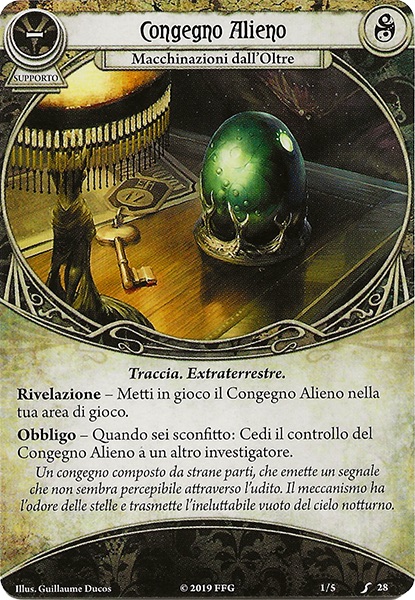 Congegno Alieno
Macchinazioni dall'Oltre
SUPPORTO
Traccia. Extraterrestre.
Rivelazione – Metti in gioco il Congegno Alieno nella
tua area di gioco.
Obbligo – Quando sei sconfitto: Cedi il controllo del
Congegno Alieno a un altro investigatore.
Un congegno composto da strane parti, che emette un segnale
che non sembra percepibile attraverso l'udito. Il meccanismo ha
l'odore delle stelle e trasmette l'ineluttabile vuoto del cielo notturno.
Illus. Guillaume Ducos © 2019 FFG 1/5 28